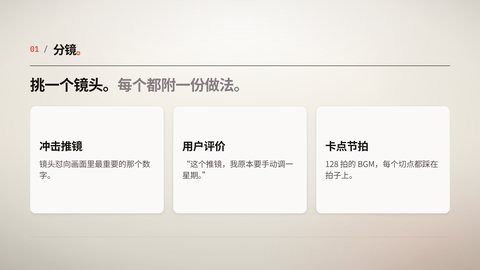 01 / 分镜。
挑一个镜头。每个都附一份做法。
冲击推镜
镜头怼向画面里最重要的那个数
字。
用户评价
“这个推镜，我原本要手动调一
星期。”
卡点节拍
128 拍的 BGM，每个切点都踩在
拍子上。